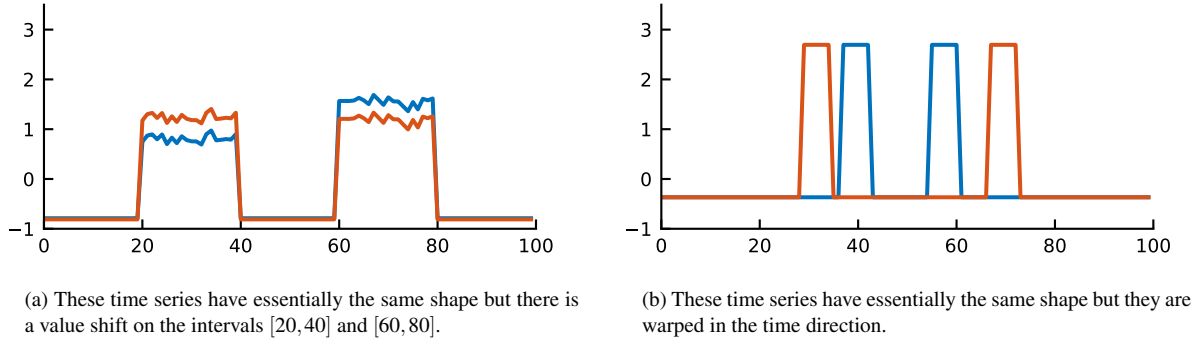 3
2
1
0
−1
0 20 40 60 80 100
3
2
1
0
−1
0 20 40 60 80 100
(a) These time series have essentially the same shape but there is
a value shift on the intervals [20,40] and [60,80].
(b) These time series have essentially the same shape but they are
warped in the time direction.